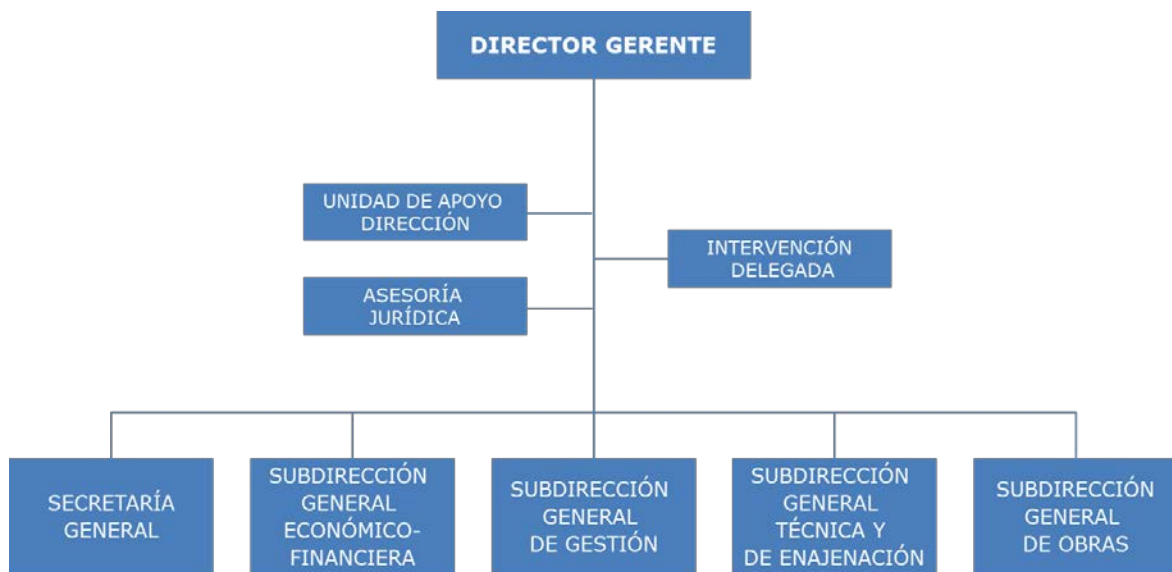 DIRECTOR GERENTE
UNIDAD DE APOYO
DIRECCIÓN
INTERVENCIÓN
DELEGADA
ASESORÍA
JURÍDICA
SECRETARÍA
GENERAL
SUBDIRECCIÓN
GENERAL
ECONÓMICO-
FINANCIERA
SUBDIRECCIÓN
GENERAL
DE GESTIÓN
SUBDIRECCIÓN
GENERAL
TÉCNICA Y
DE ENAJENACIÓN
SUBDIRECCIÓN
GENERAL
DE OBRAS